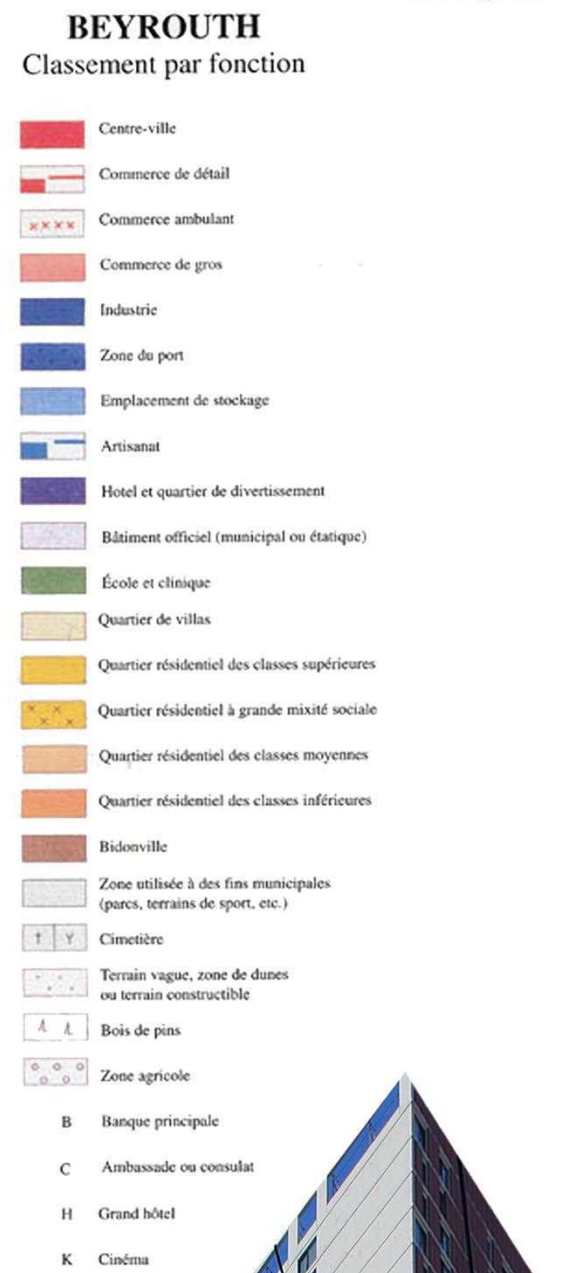 BEYROUTH
Classement par fonction
Centre-ville
Commerce de détail
Commerce ambulant
Commerce de gros
Industrie
Zone du port
Emplacement de stockage
Artisanat
Hotel et quartier de divertissement
Bâtiment officiel (municipal ou étatique)
École et clinique
Quartier de villas
Quartier résidentiel des classes supérieures
Quartier résidentiel à grande mixité sociale
Quartier résidentiel des classes moyennes
Quartier résidentiel des classes inférieures
Bidonville
Zone utilisée à des fins municipales
(parcs, terrains de sport, etc.)
Cimetière
Terrain vague, zone de dunes
ou terrain constructible
Bois de pins
Zone agricole
B Banque principale
C Ambassade ou consulat
H Grand hôtel
K Cinéma